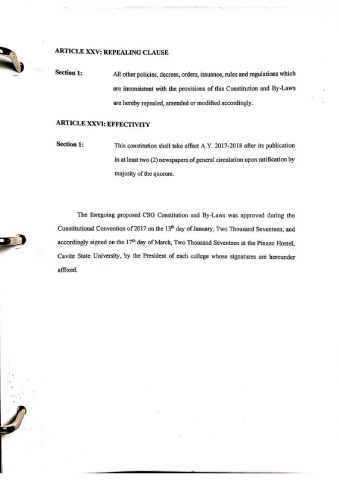 ARTICLE XXV: REPEALING CLAUSE
Section 1: All other policies, decrees, orders, issuance, rules and regulations which
are inconsistent with the provisions of this Constitution and By-Laws
are hereby repealed, amended or modified accordingly.
ARTICLE XXVI: EFFECTIVITY
Section 1: This constitution shall take effect A.Y. 2017-2018 after its publication
in at least two (2) newspapers of general circulation upon ratification by
majority of the quorum.
The foregoing proposed CSG Constitution and By-Laws was approved during the
Constitutional Convention of 2017 on the 13th day of January, Two Thousand Seventeen, and
accordingly signed on the 17th day of March, Two Thousand Seventeen at the Pinazo Hostel,
Cavite State University, by the President of each college whose signatures are hereunder
affixed.